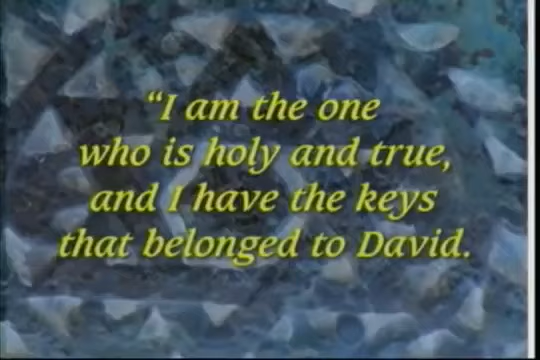 “I am the one
who is holy and true,
and I have the keys
that belonged to David.